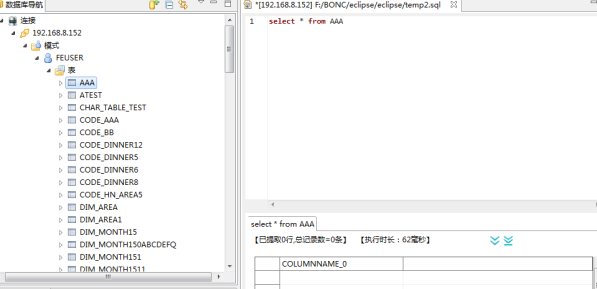 数据库导航
连接
192.168.8.152
模式
FEUSER
表
AAA
ATEST
CHAR_TABLE_TEST
CODE_AAA
CODE_BB
CODE_DINNER12
CODE_DINNER5
CODE_DINNER6
CODE_DINNER8
CODE_HN_AREA5
DIM_AREA
DIM_AREA1
DIM_MONTH15
DIM_MONTH150ABCDEFQ
DIM_MONTH151
DIM_MONTH1511
*[192.168.8.152] F:/BONC/eclipse/eclipse/temp2.sql
1 select * from AAA
select * from AAA
【已提取0行,总记录数=0条】 【执行时长：62毫秒】
COLUMNNAME_0